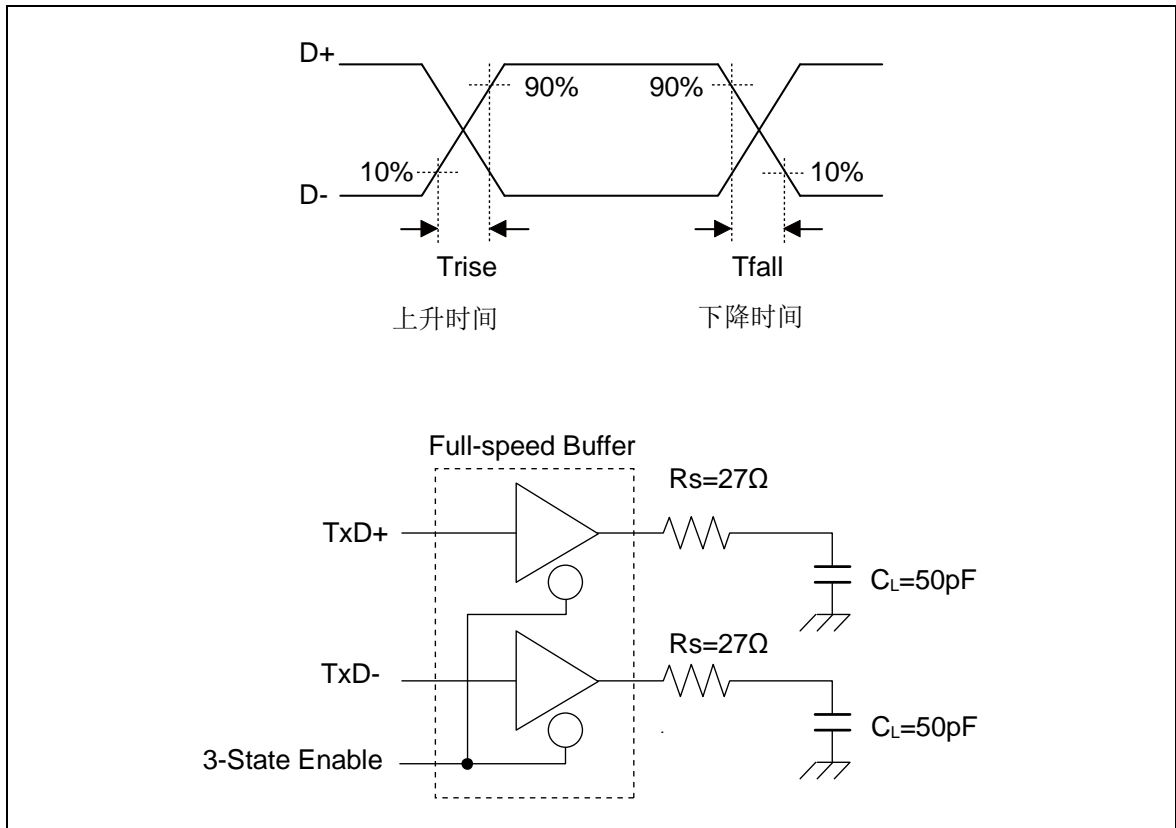 D+
90%
90%
10%
10%
D-
Trise
Tfall
上升时间
下降时间
Full-speed Buffer
Rs=27Ω
TxD+
CL=50pF
Rs=27Ω
TxD-
CL=50pF
3-State Enable